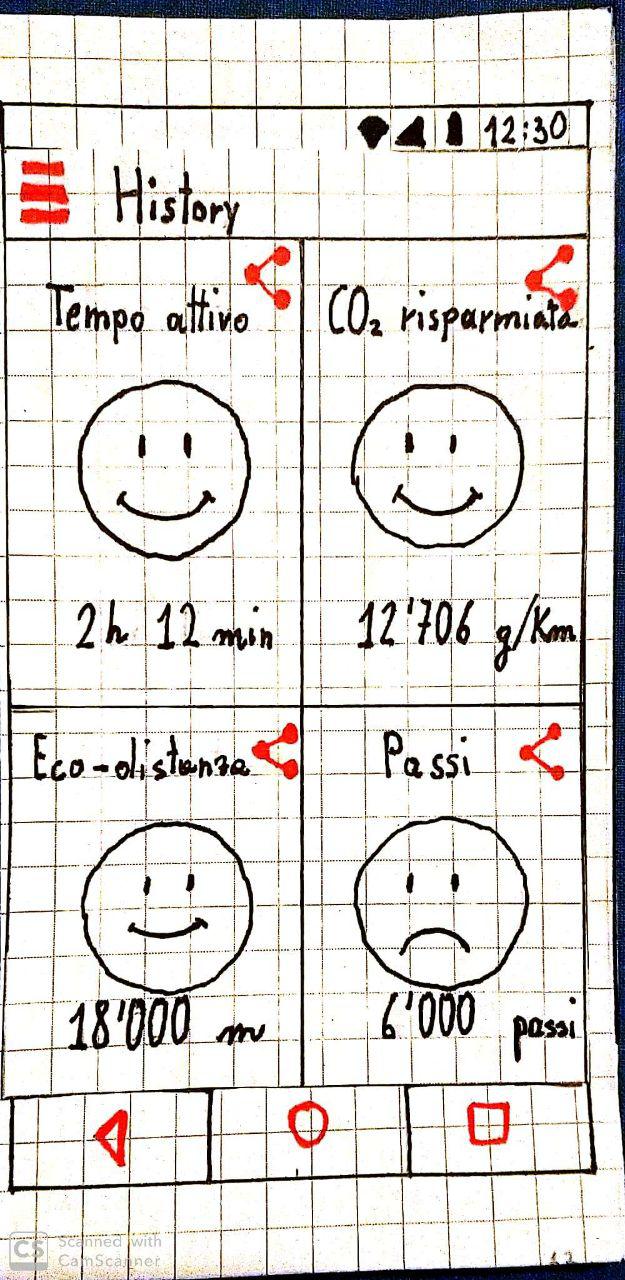 12:30
History
Tempo attivo
CO₂ risparmiata
2h 12 min
12'706 g/Km
Eco-distanza
Passi
18'000 m
6'000 passi
CS Scanned with
CamScanner